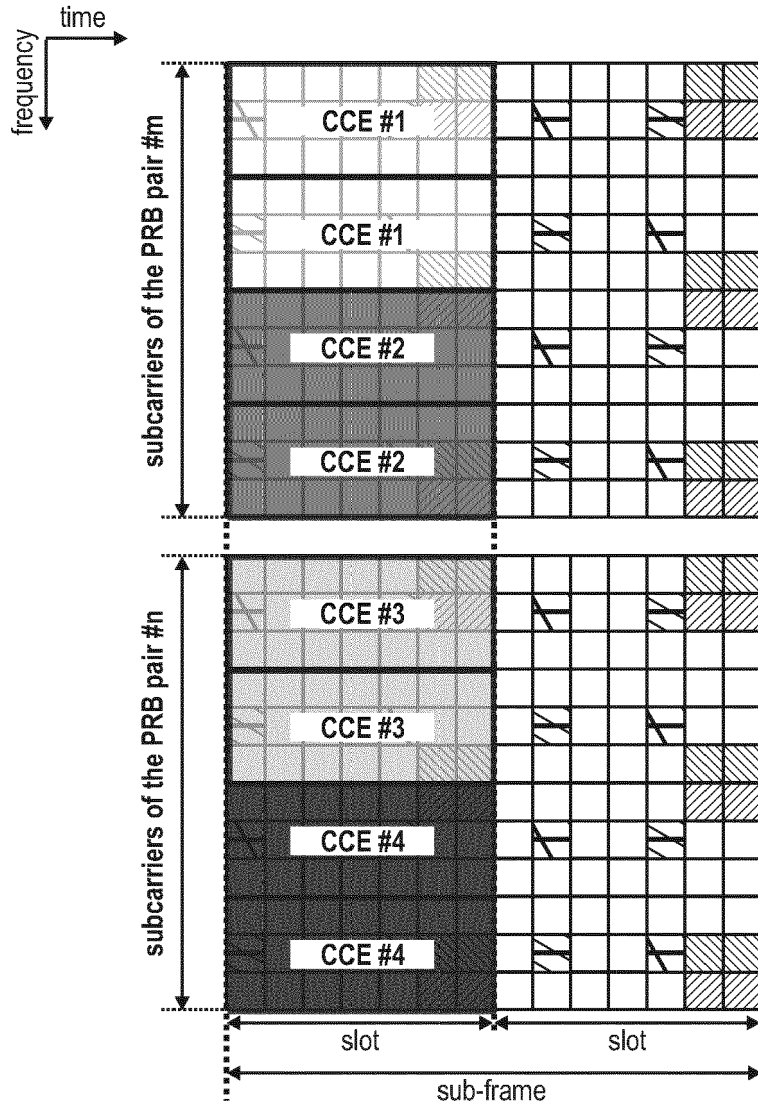 time
frequency
subcarriers of the PRB pair #m
CCE #1
CCE #1
CCE #2
CCE #2
subcarriers of the PRB pair #n
CCE #3
CCE #3
CCE #4
CCE #4
slot
slot
sub-frame